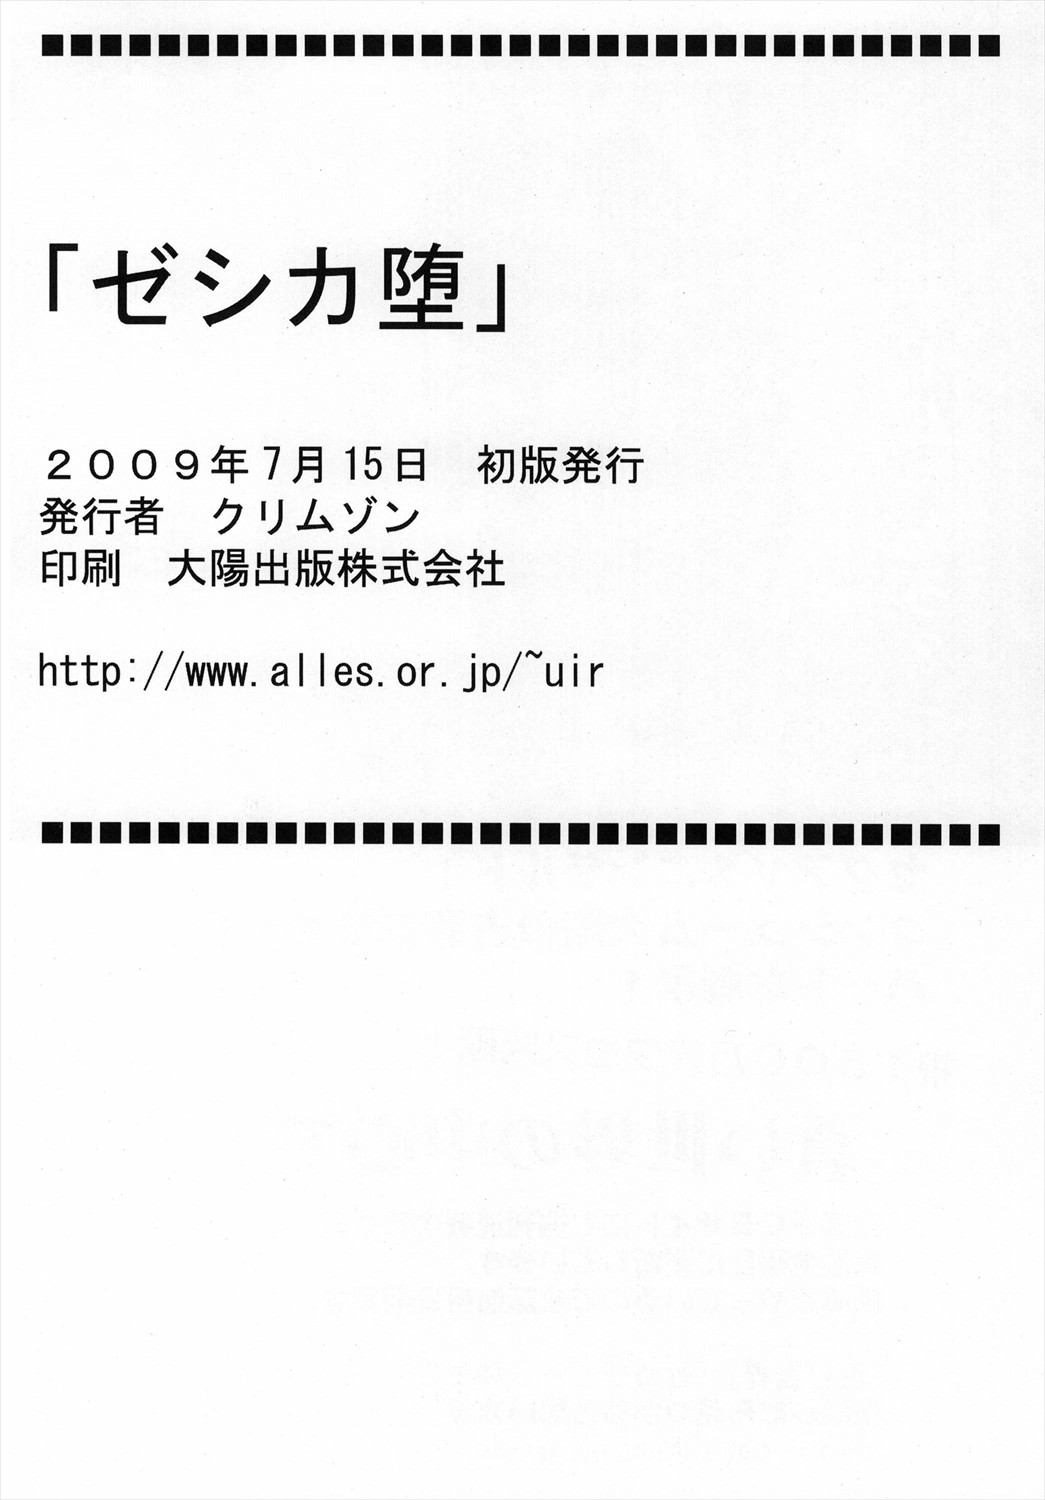 「ゼシカ堕」
２００９年7月15日　初版発行
発行者　クリムゾン
印刷　大陽出版株式会社
http://www.alles.or.jp/~uir